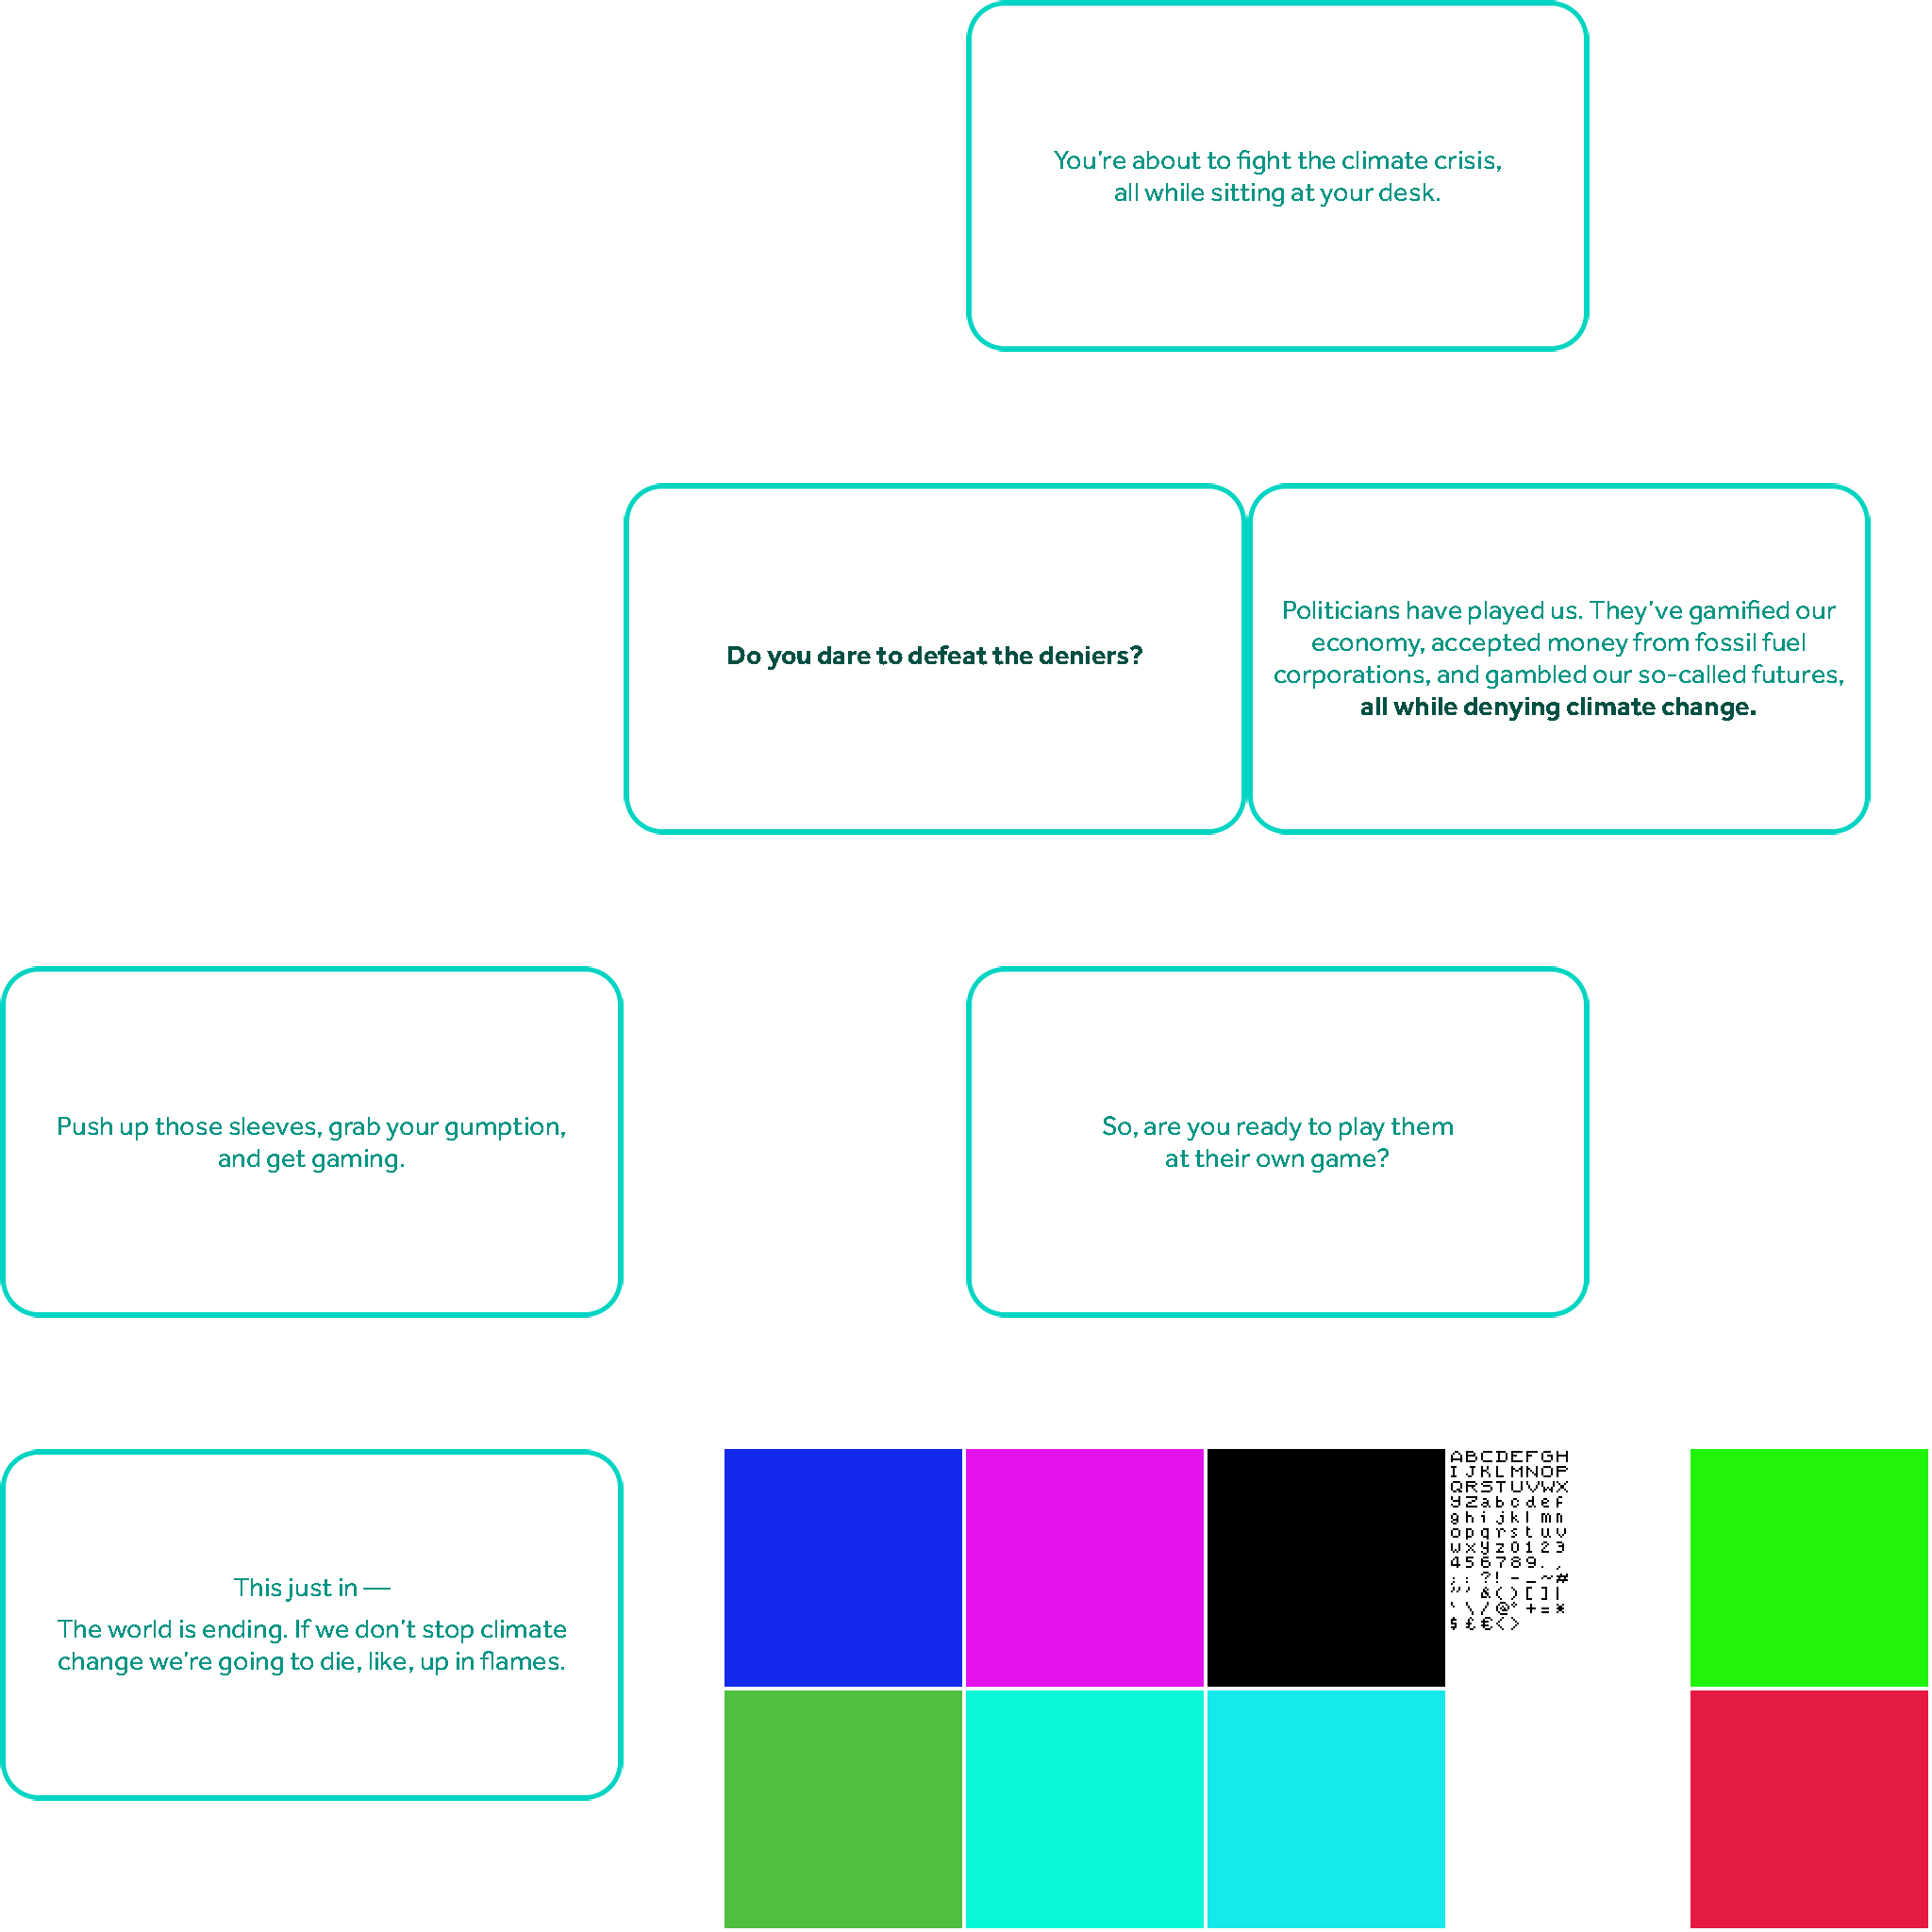 You’re about to fight the climate crisis,
all while sitting at your desk.
Do you dare to defeat the deniers?
Politicians have played us. They’ve gamified our
economy, accepted money from fossil fuel
corporations, and gambled our so-called futures,
all while denying climate change.
Push up those sleeves, grab your gumption,
and get gaming.
So, are you ready to play them
at their own game?
This just in —
The world is ending. If we don’t stop climate
change we’re going to die, like, up in flames.
ABCDEFGH
IJKLMNOP
QRSTUVWX
YZabcdef
ghijklmn
opqrstuv
wxyz0123
456789.,
;:?!-_~#
"'&()[]|
`\/@°+=*
$£€<>